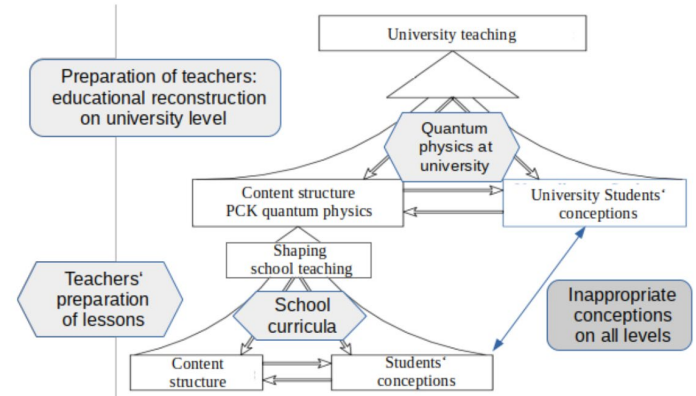 University teaching
Preparation of teachers:
educational reconstruction
on university level
Quantum
physics at
university
Content structure
PCK quantum physics
University Students‘
conceptions
Shaping
school teaching
Teachers‘
preparation
of lessons
School
curricula
Inappropriate
conceptions
on all levels
Content
structure
Students‘
conceptions